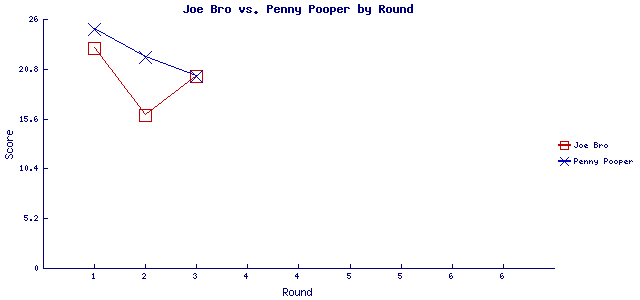 Joe Bro vs. Penny Pooper by Round
26
20.8
15.6
10.4
5.2
0
Score
1 2 3 4 4 5 5 6 6
Round
Joe Bro
Penny Pooper